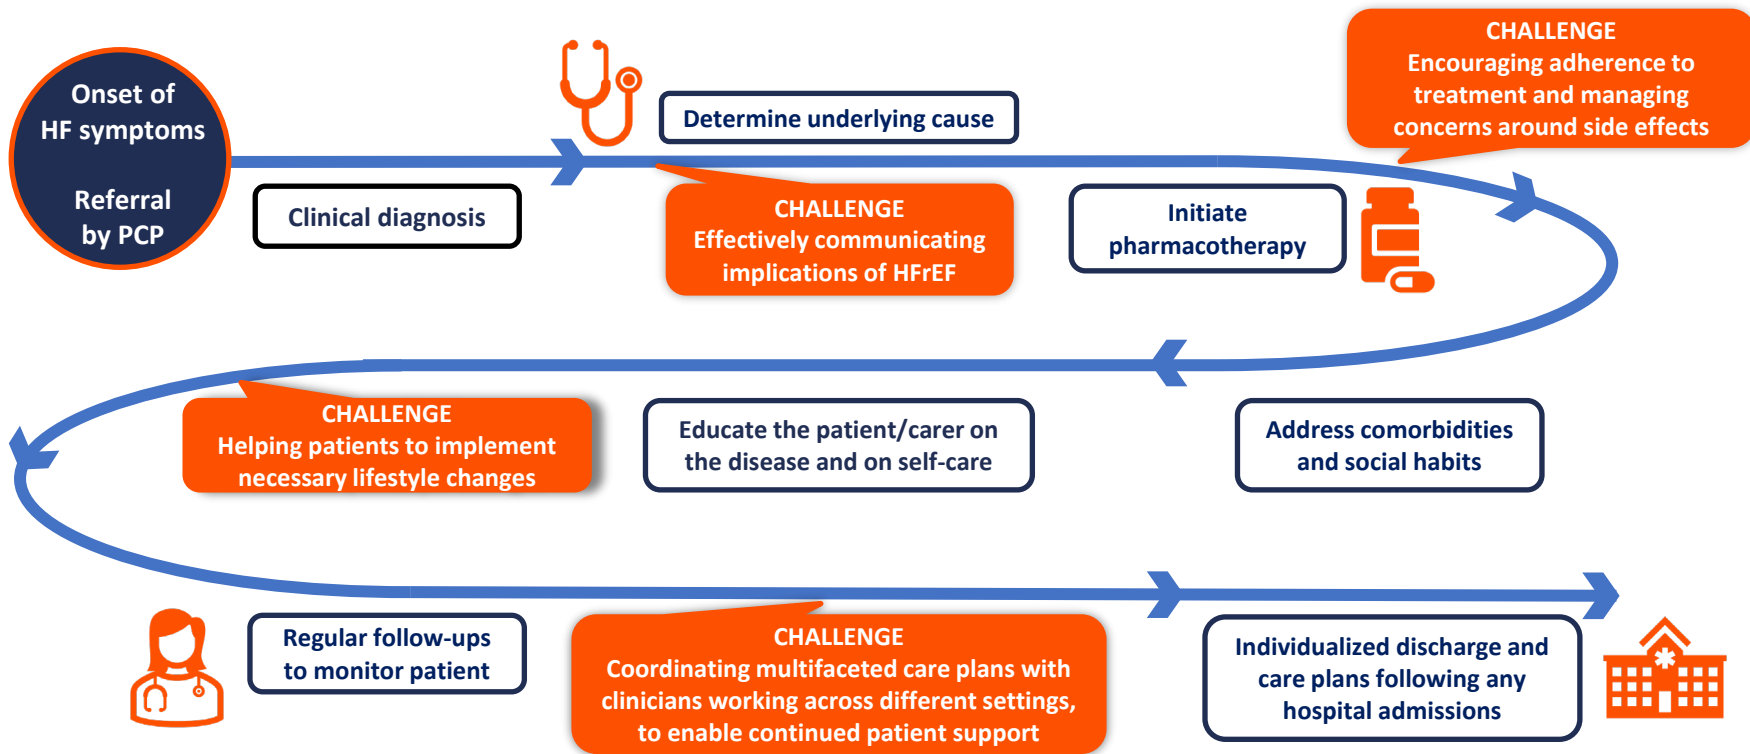 Onset of
HF symptoms
Referral
by PCP
Clinical diagnosis
Determine underlying cause
CHALLENGE
Effectively communicating
implications of HFrEF
Initiate
pharmacotherapy
CHALLENGE
Encouraging adherence to
treatment and managing
concerns around side effects
Address comorbidities
and social habits
Educate the patient/carer on
the disease and on self-care
CHALLENGE
Helping patients to implement
necessary lifestyle changes
Regular follow-ups
to monitor patient
CHALLENGE
Coordinating multifaceted care plans with
clinicians working across different settings,
to enable continued patient support
Individualized discharge and
care plans following any
hospital admissions